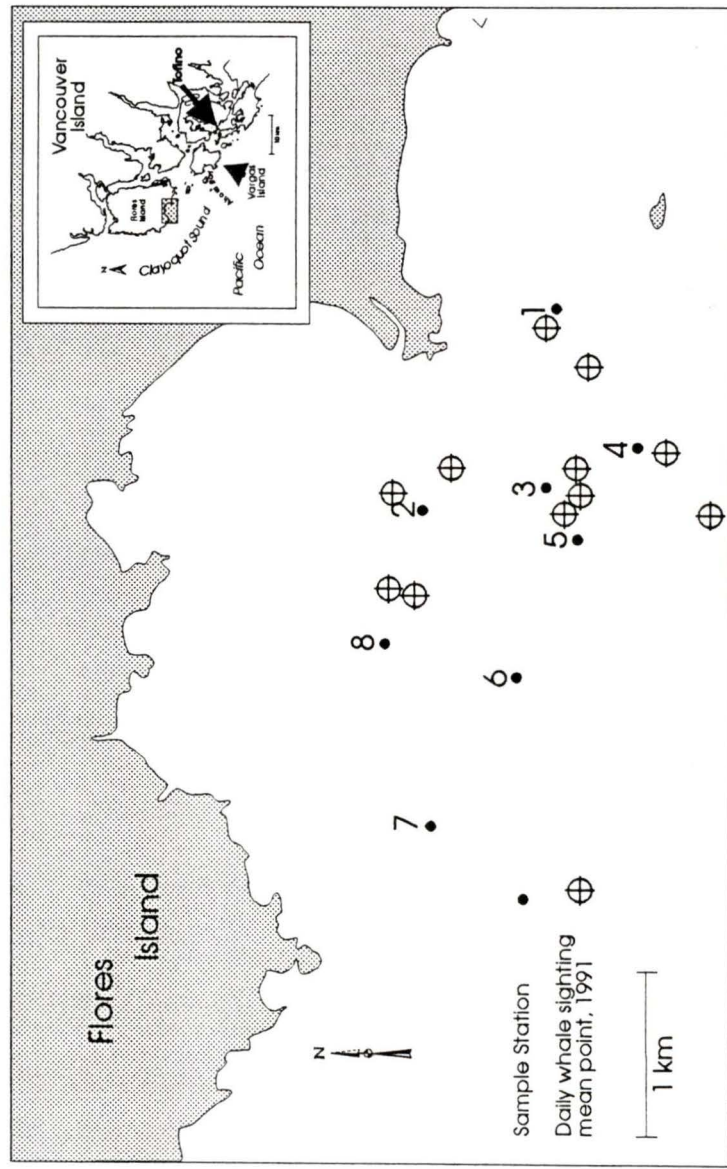 Flores
Island
N
Sample Station
Daily whale sighting
mean point, 1991
1 km
7
8
6
2
5
3
4
1
Vancouver
Island
Flores
Island
Tofino
N
Clayoquot Sound
Vargas
Island
Pacific
Ocean